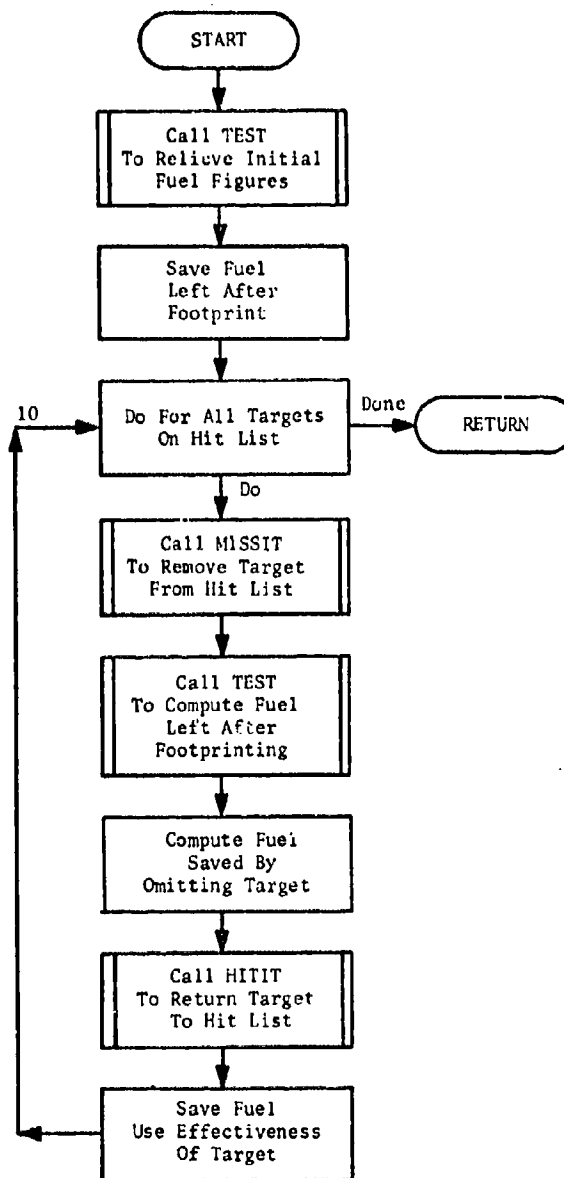 START
Call TEST
To Relieve Initial
Fuel Figures
Save Fuel
Left After
Footprint
10
Do For All Targets
On Hit List
Done
RETURN
Do
Call MISSIT
To Remove Target
From Hit List
Call TEST
To Compute Fuel
Left After
Footprinting
Compute Fuel
Saved By
Omitting Target
Call HITIT
To Return Target
To Hit List
Save Fuel
Use Effectiveness
Of Target